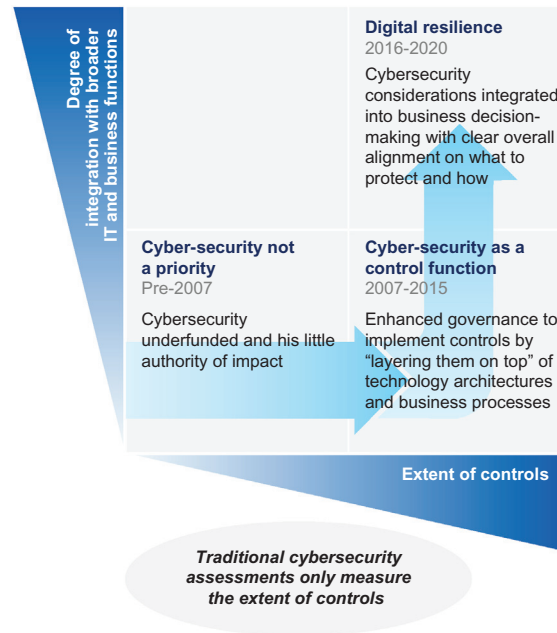 Degree of
integration with broader
IT and business functions
Digital resilience
2016-2020
Cybersecurity
considerations integrated
into business decision-
making with clear overall
alignment on what to
protect and how
Cyber-security not
a priority
Pre-2007
Cybersecurity
underfunded and his little
authority of impact
Cyber-security as a
control function
2007-2015
Enhanced governance to
implement controls by
“layering them on top” of
technology architectures
and business processes
Extent of controls
Traditional cybersecurity
assessments only measure
the extent of controls